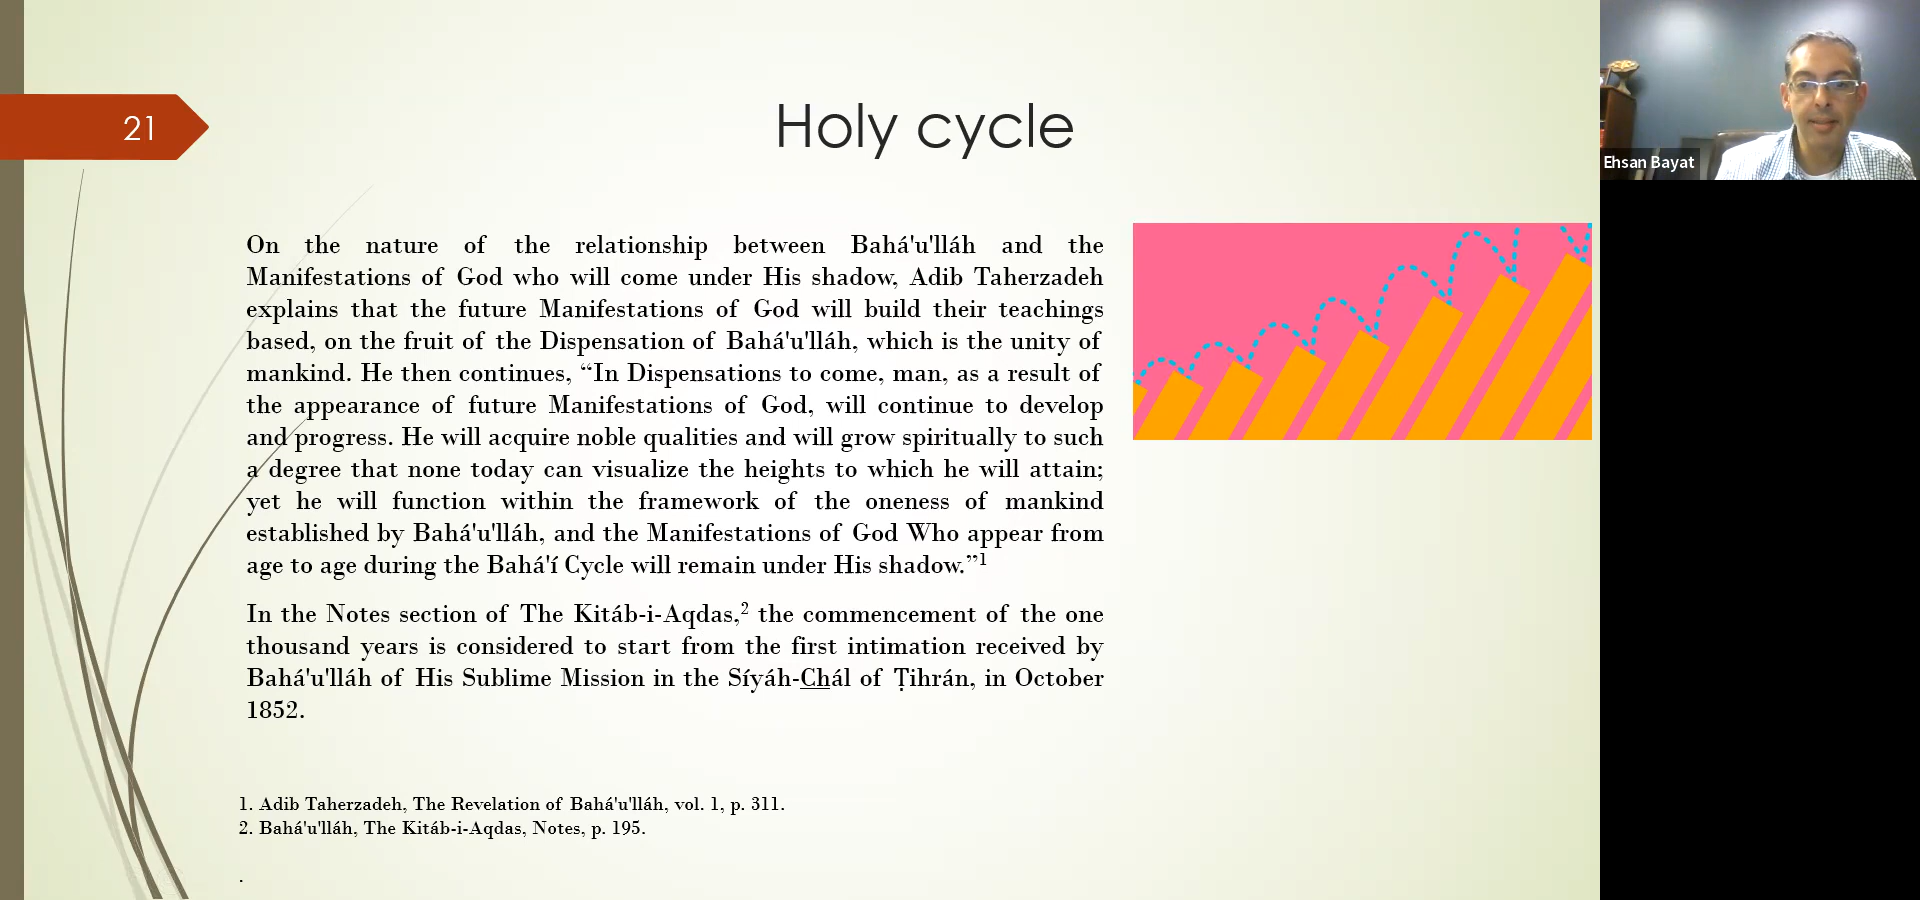 21
Holy cycle
Ehsan Bayat
On the nature of the relationship between Bahá'u'lláh and the
Manifestations of God who will come under His shadow, Adib Taherzadeh
explains that the future Manifestations of God will build their teachings
based, on the fruit of the Dispensation of Bahá'u'lláh, which is the unity of
mankind. He then continues, “In Dispensations to come, man, as a result of
the appearance of future Manifestations of God, will continue to develop
and progress. He will acquire noble qualities and will grow spiritually to such
a degree that none today can visualize the heights to which he will attain;
yet he will function within the framework of the oneness of mankind
established by Bahá'u'lláh, and the Manifestations of God Who appear from
age to age during the Bahá'í Cycle will remain under His shadow.”1
In the Notes section of The Kitáb-i-Aqdas,2 the commencement of the one
thousand years is considered to start from the first intimation received by
Bahá'u'lláh of His Sublime Mission in the Síyáh-Chál of Ṭihrán, in October
1852.
1. Adib Taherzadeh, The Revelation of Bahá'u'lláh, vol. 1, p. 311.
2. Bahá'u'lláh, The Kitáb-i-Aqdas, Notes, p. 195.
.